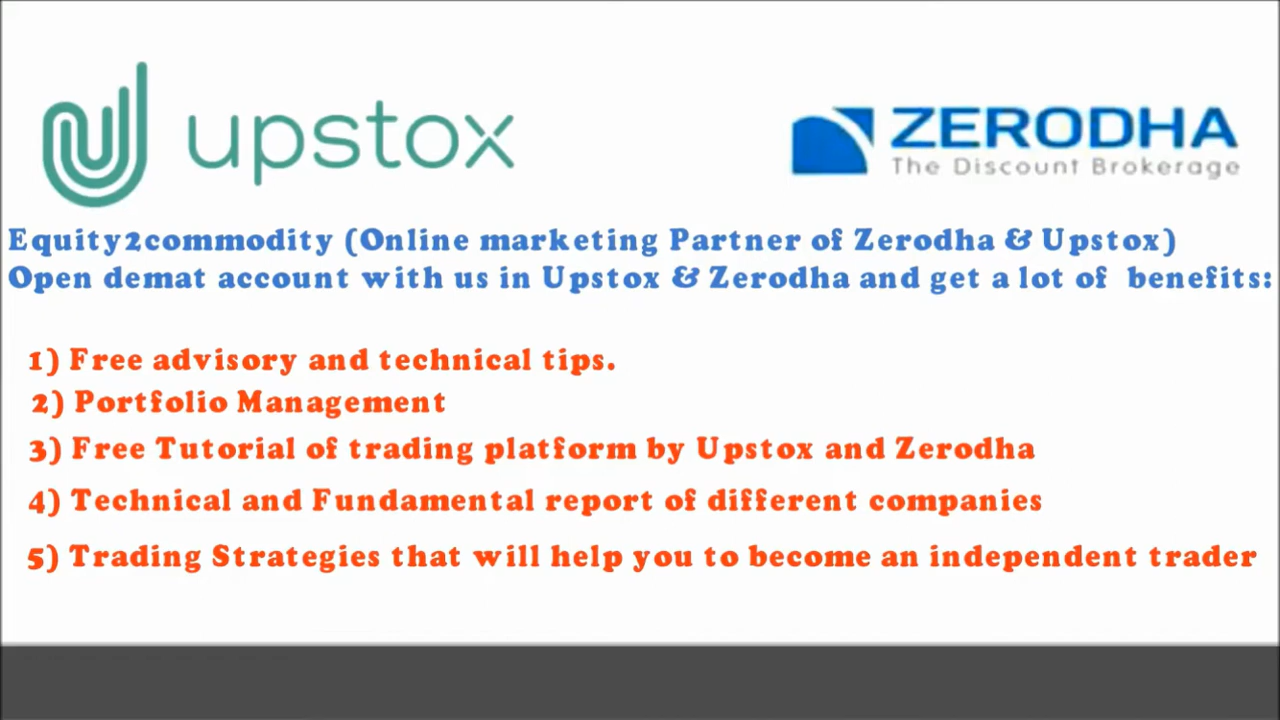 upstox
ZERODHA
The Discount Brokerage
Equity2commodity (Online marketing Partner of Zerodha & Upstox)
Open demat account with us in Upstox & Zerodha and get a lot of benefits:
1) Free advisory and technical tips.
2) Portfolio Management
3) Free Tutorial of trading platform by Upstox and Zerodha
4) Technical and Fundamental report of different companies
5) Trading Strategies that will help you to become an independent trader